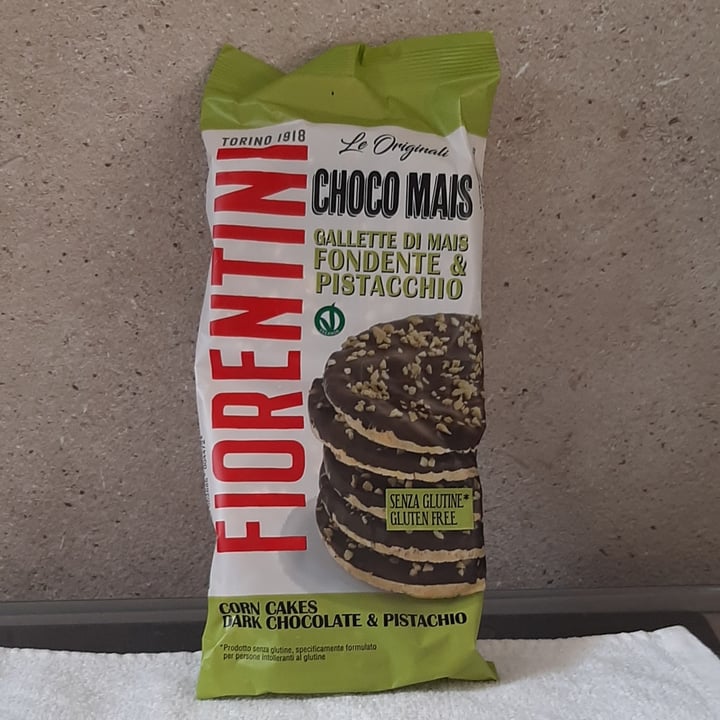 TORINO 1918
FIORENTINI
Le Originali
CHOCO MAIS
GALLETTE DI MAIS
FONDENTE &
PISTACCHIO
SENZA GLUTINE*
GLUTEN FREE
CORN CAKES
DARK CHOCOLATE & PISTACHIO
*Prodotto senza glutine, specificamente formulato
per persone intolleranti al glutine